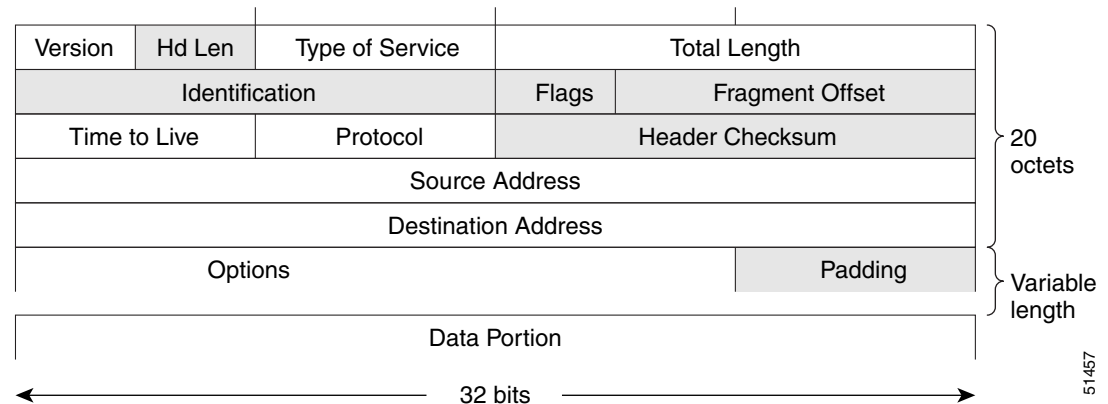 Version Hd Len Type of Service Total Length
Identification Flags Fragment Offset
Time to Live Protocol Header Checksum
20
octets
Source Address
Destination Address
Options Padding
Variable
length
Data Portion
32 bits
51457